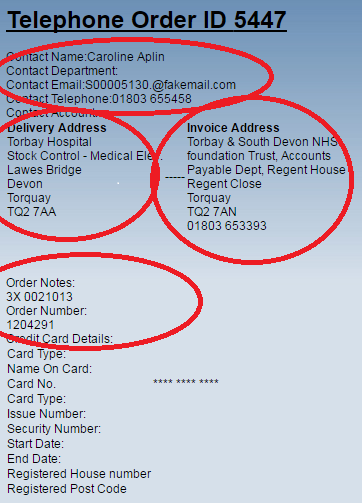 Telephone Order ID 5447
Contact Name:Caroline Aplin
Contact Department:
Contact Email:S00005130.@fakemail.com
Contact Telephone:01803 655458
Contact Account:
Delivery Address
Torbay Hospital
Stock Control - Medical Elec.
Lawes Bridge
Devon
Torquay
TQ2 7AA
-----
Invoice Address
Torbay & South Devon NHS
foundation Trust, Accounts
Payable Dept, Regent House
Regent Close
Torquay
TQ2 7AN
01803 653393
Order Notes:
3X 0021013
Order Number:
1204291
Credit Card Details:
Card Type:
Name On Card:
Card No. **** **** ****
Card Type:
Issue Number:
Security Number:
Start Date:
End Date:
Registered House number
Registered Post Code